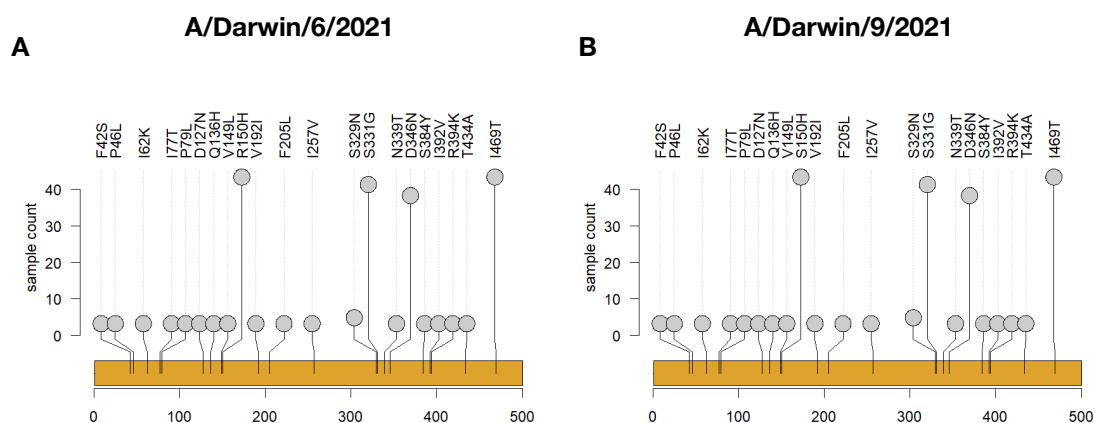 A/Darwin/6/2021
A
F42S P46L I62K I77T P79L D127N Q136H V149L R150H V192I F205L I257V S329N S331G N339T D346N S384Y I392V R394K T434A I469T
sample count
40
30
20
10
0
0 100 200 300 400 500
A/Darwin/9/2021
B
F42S P46L I62K I77T P79L D127N Q136H V149L S150H V192I F205L I257V S329N S331G N339T D346N S384Y I392V R394K T434A I469T
sample count
40
30
20
10
0
0 100 200 300 400 500